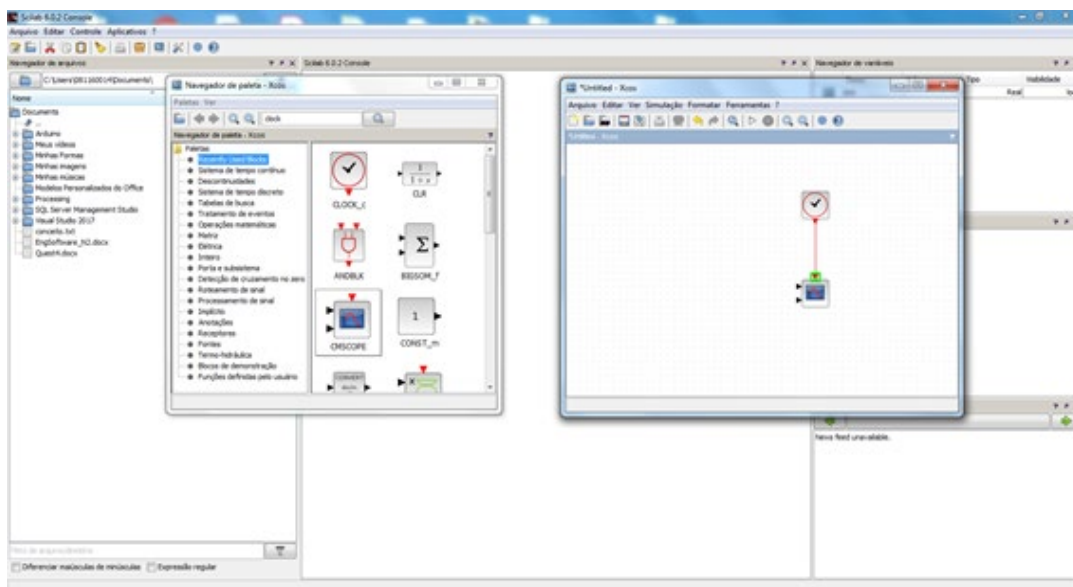 Scilab 6.0.2 Console
Arquivo Editar Controle Aplicativos ?
Navegador de arquivos
Scilab 6.0.2 Console
Navegador de variáveis
Nome
Documents
..
Arduino
Meus vídeos
Minhas Formas
Minhas imagens
Minhas músicas
Modelos Personalizados do Office
Processing
SQL Server Management Studio
Visual Studio 2017
conceito.txt
EngSoftware_N2.docx
Diferenciar maiúsculas de minúsculas
Expressão regular
Navegador de paleta - Xcos
Paletas Ver
Navegador de paleta - Xcos
Paletas
Recently Used Blocks
Sistema de tempo contínuo
Descontinuidades
Sistema de tempo discreto
Tabelas de busca
Tratamento de eventos
Operações matemáticas
Matriz
Elétrica
Inteiro
Porta e subsistema
Detecção de cruzamento no zero
Roteamento de sinal
Processamento de sinal
Implícito
Anotações
Receptores
Fontes
Termo-hidráulica
Blocos de demonstração
Funções definidas pelo usuário
CLOCK_c
CLR
ANDBLK
BIGSOM_f
CMSCOPE
1
CONST_m
*Untitled - Xcos
Arquivo Editar Ver Simulação Formatar Ferramentas ?
*Untitled - Xcos
Tipo
Visibilidade
Real
News feed unavailable.